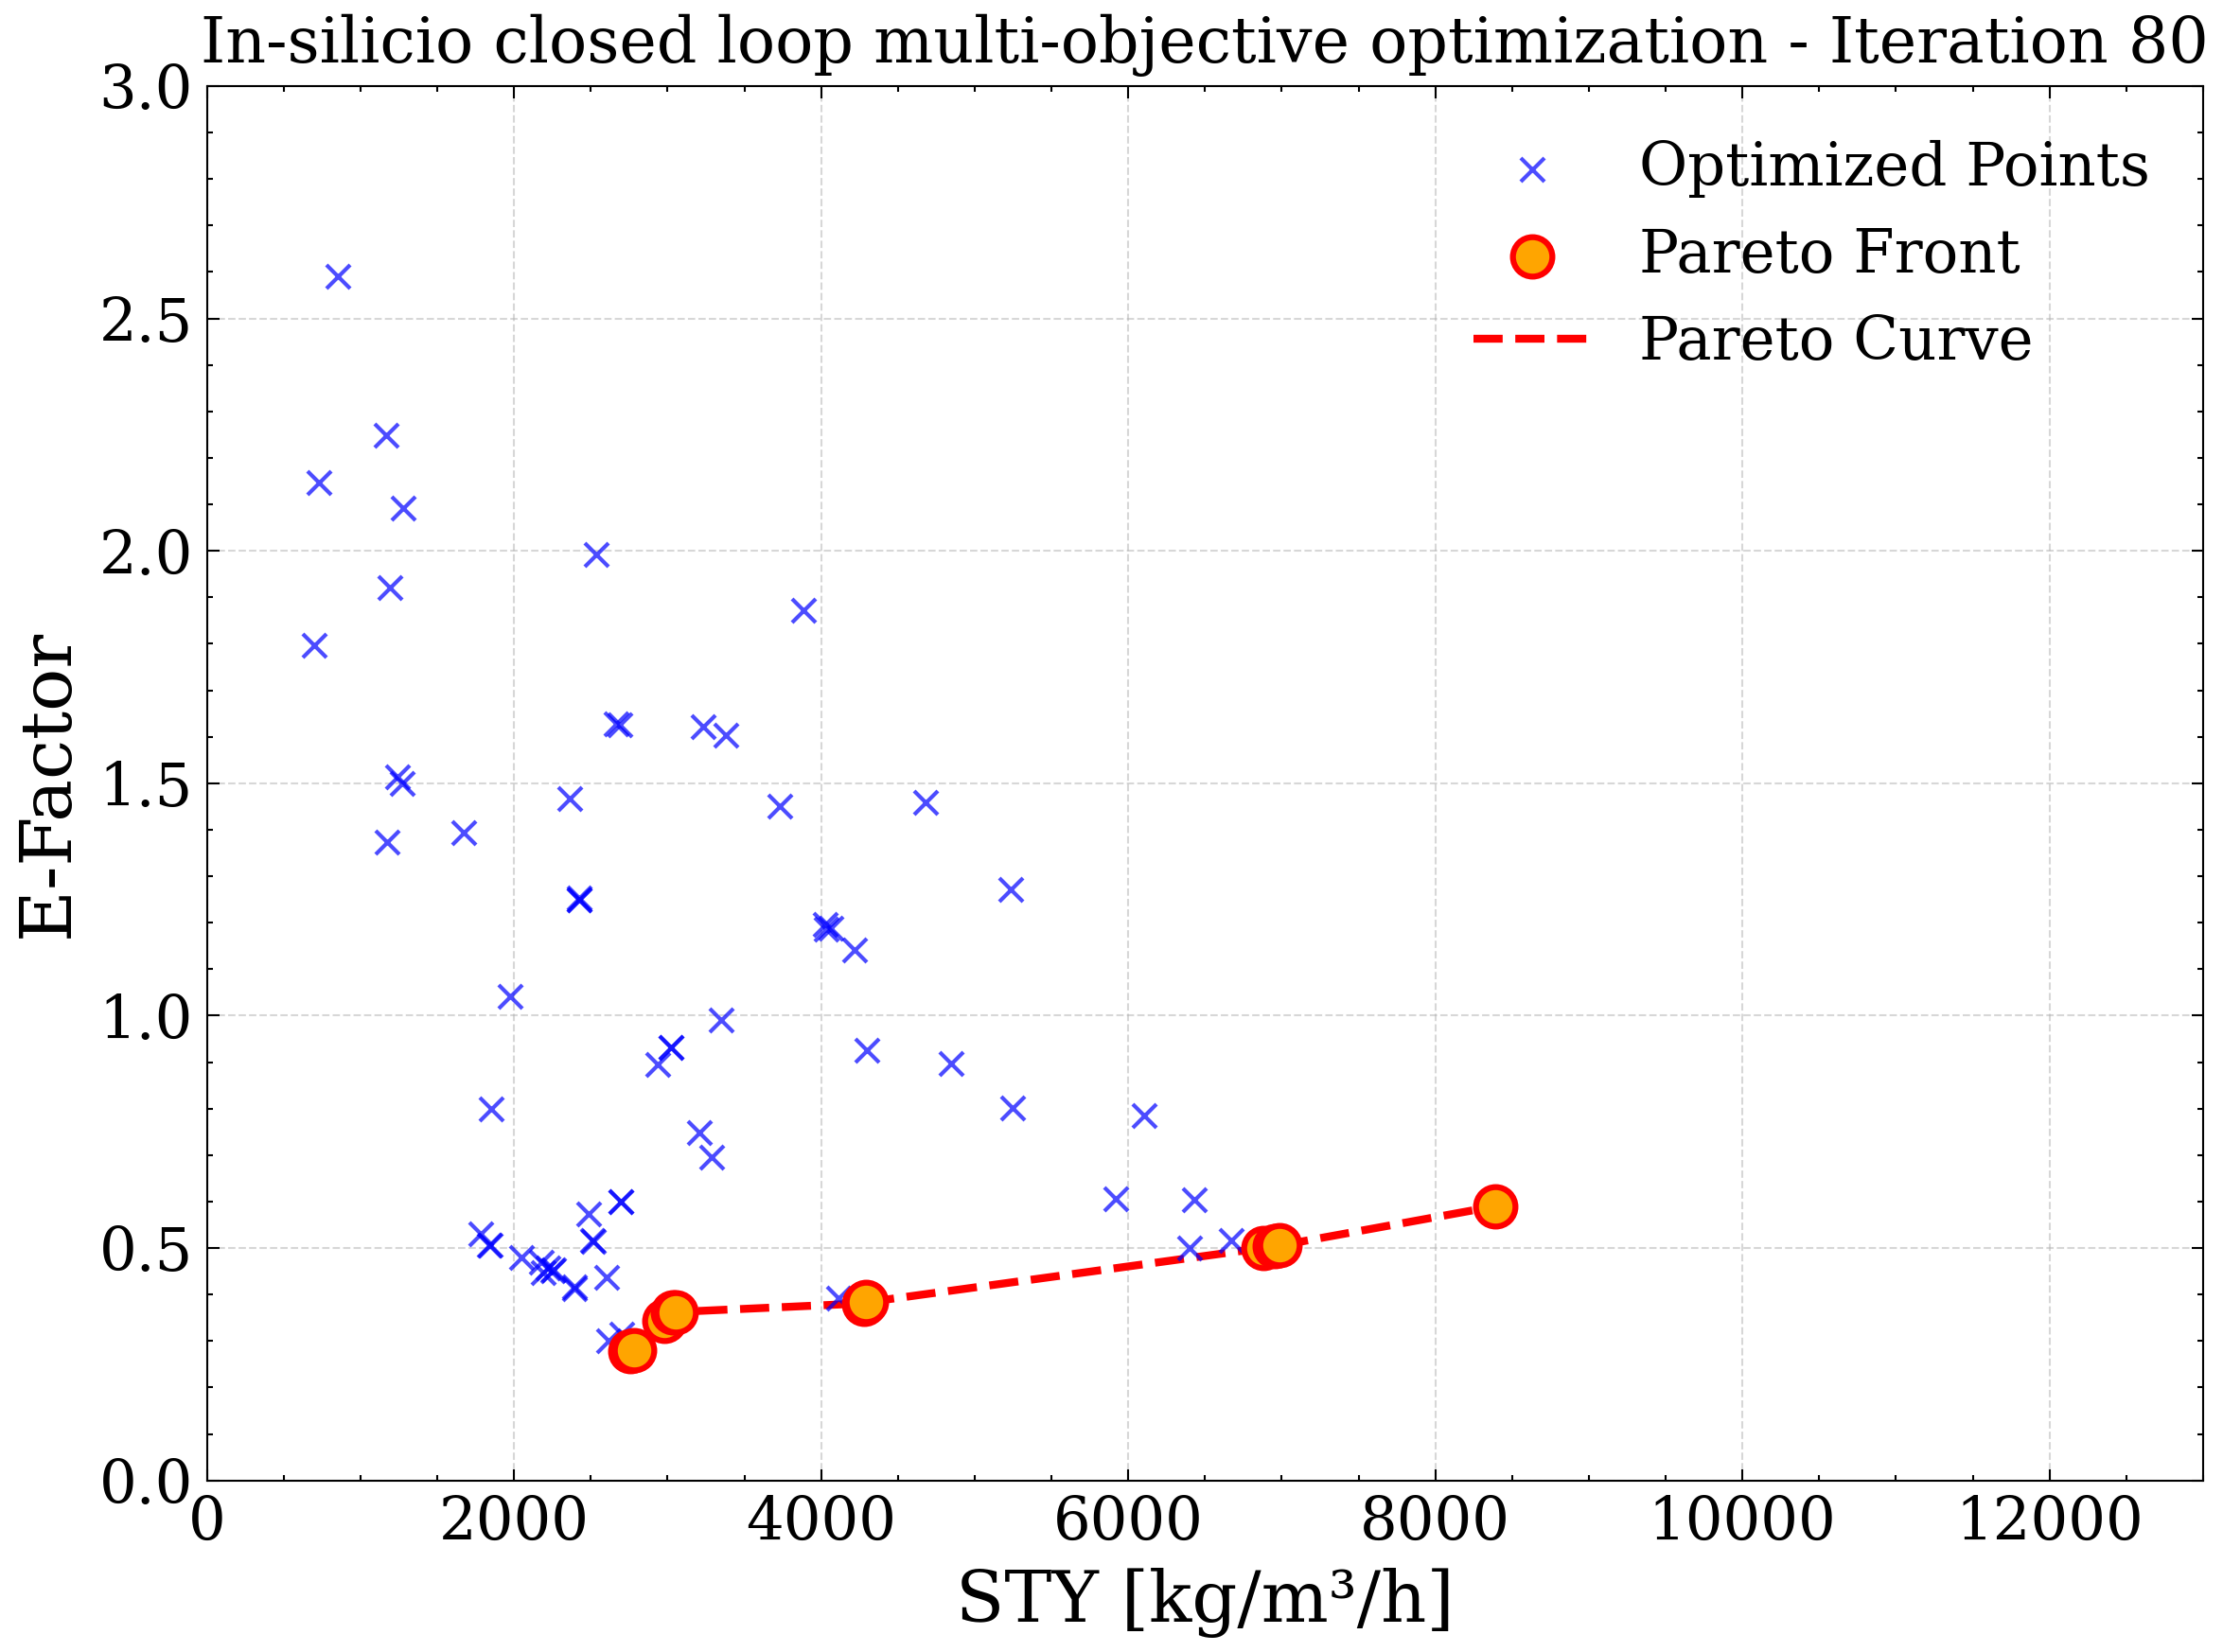 In-silicio closed loop multi-objective optimization - Iteration 80
3.0
2.5
2.0
1.5
1.0
0.5
0.0
E-Factor
Optimized Points
Pareto Front
Pareto Curve
0 2000 4000 6000 8000 10000 12000
STY [kg/m³/h]